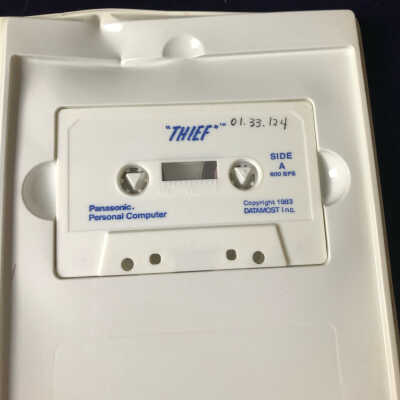 "THIEF"™ 01.33.124
SIDE
A
600 BPS
Panasonic.
Personal Computer
Copyright 1983
DATAMOST Inc.